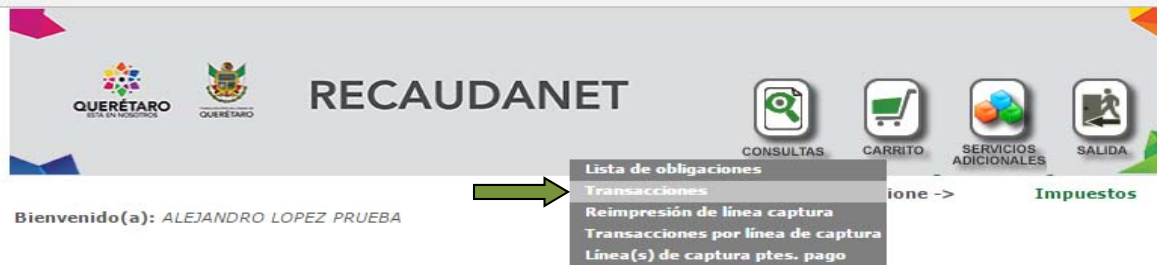 QUERÉTARO
ESTÁ EN NOSOTROS
QUERÉTARO
RECAUDANET
CONSULTAS
CARRITO
SERVICIOS
ADICIONALES
SALIDA
Lista de obligaciones
Transacciones
Reimpresión de línea captura
Transacciones por línea de captura
Línea(s) de captura ptes. pago
ione -> Impuestos
Bienvenido(a): ALEJANDRO LOPEZ PRUEBA